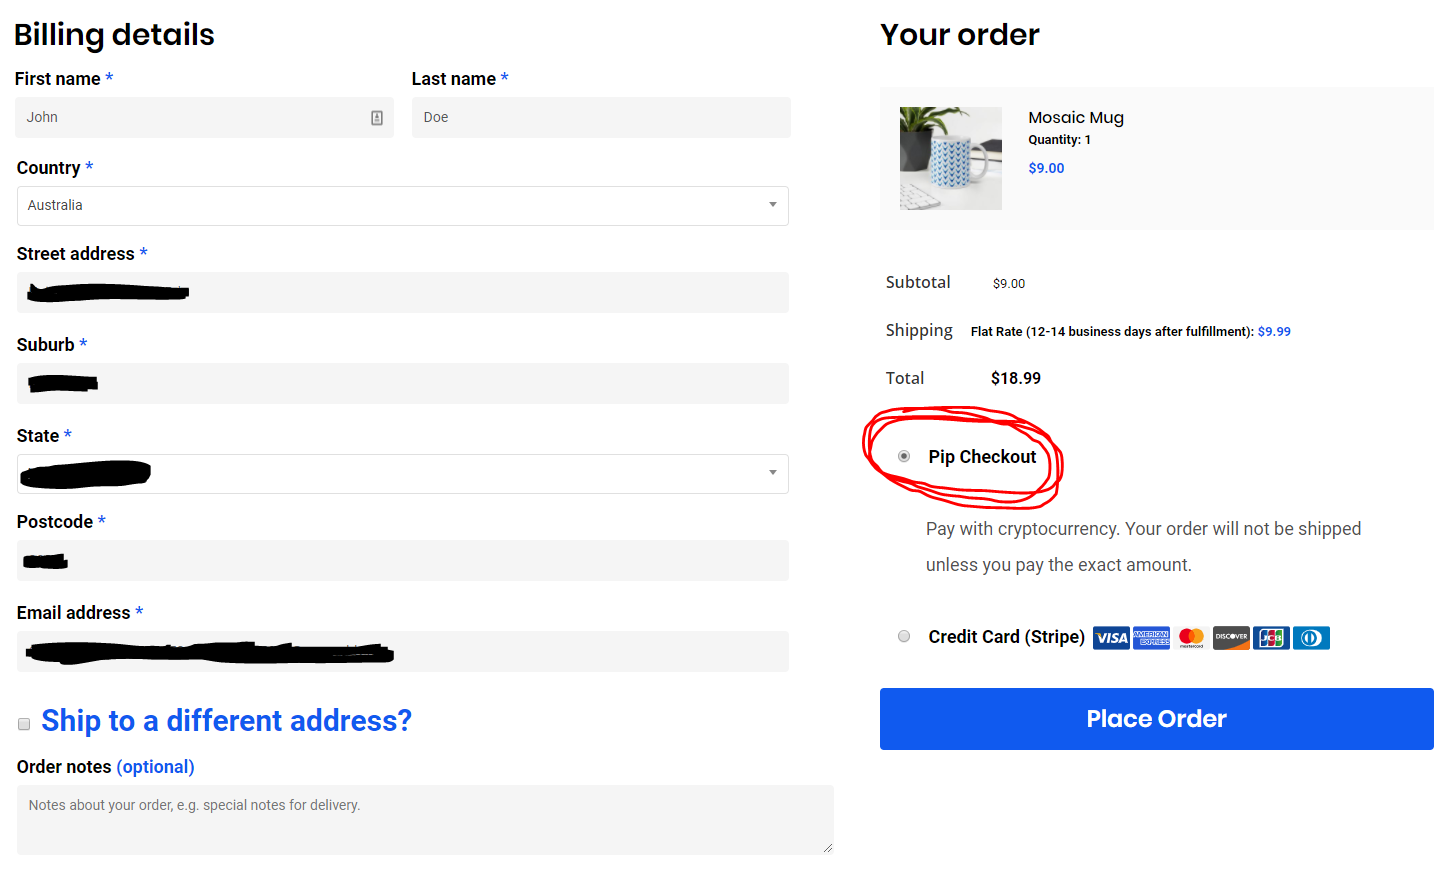 Billing details
First name *
Last name *
John
Doe
Country *
Australia
Street address *
Suburb *
State *
Postcode *
Email address *
Ship to a different address?
Order notes (optional)
Notes about your order, e.g. special notes for delivery.
Your order
Mosaic Mug
Quantity: 1
$9.00
Subtotal $9.00
Shipping Flat Rate (12-14 business days after fulfillment): $9.99
Total $18.99
Pip Checkout
Pay with cryptocurrency. Your order will not be shipped
unless you pay the exact amount.
Credit Card (Stripe) VISA AMERICAN EXPRESS mastercard DISCOVER JCB
Place Order